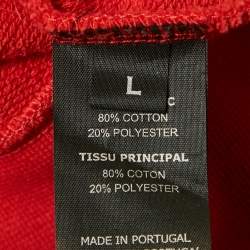 L
C
80% COTTON
20% POLYESTER
TISSU PRINCIPAL
80% COTON
20% POLYESTER
MADE IN PORTUGAL